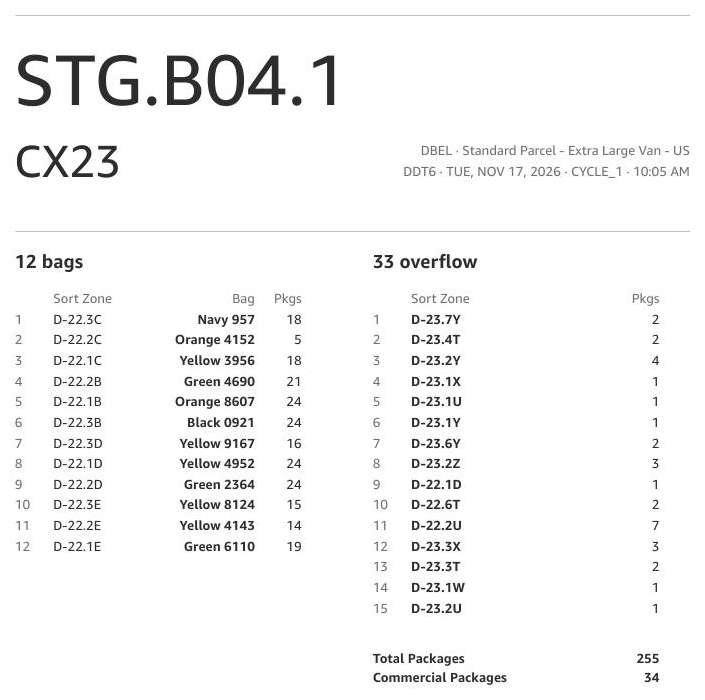 STG.B04.1
CX23
DBEL · Standard Parcel - Extra Large Van - US
DDT6 · TUE, NOV 17, 2026 · CYCLE_1 · 10:05 AM
12 bags
Sort Zone Bag Pkgs
1 D-22.3C Navy 957 18
2 D-22.2C Orange 4152 5
3 D-22.1C Yellow 3956 18
4 D-22.2B Green 4690 21
5 D-22.1B Orange 8607 24
6 D-22.3B Black 0921 24
7 D-22.3D Yellow 9167 16
8 D-22.1D Yellow 4952 24
9 D-22.2D Green 2364 24
10 D-22.3E Yellow 8124 15
11 D-22.2E Yellow 4143 14
12 D-22.1E Green 6110 19
33 overflow
Sort Zone Pkgs
1 D-23.7Y 2
2 D-23.4T 2
3 D-23.2Y 4
4 D-23.1X 1
5 D-23.1U 1
6 D-23.1Y 1
7 D-23.6Y 2
8 D-23.2Z 3
9 D-22.1D 1
10 D-22.6T 2
11 D-22.2U 7
12 D-23.3X 3
13 D-23.3T 2
14 D-23.1W 1
15 D-23.2U 1
Total Packages 255
Commercial Packages 34